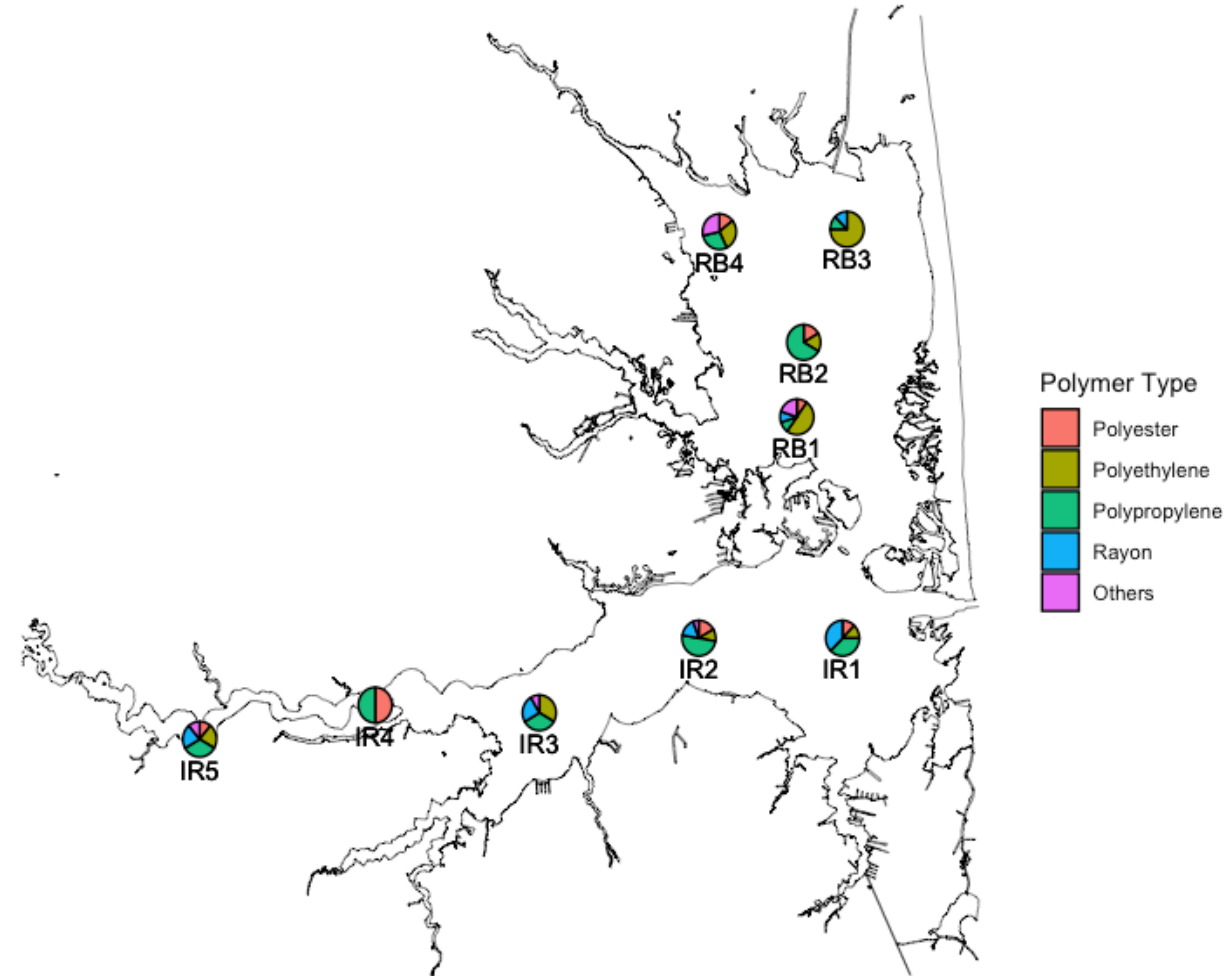 RB4
RB3
RB2
RB1
Polymer Type
Polyester
Polyethylene
Polypropylene
Rayon
Others
IR2
IR1
IR4
IR3
IR5